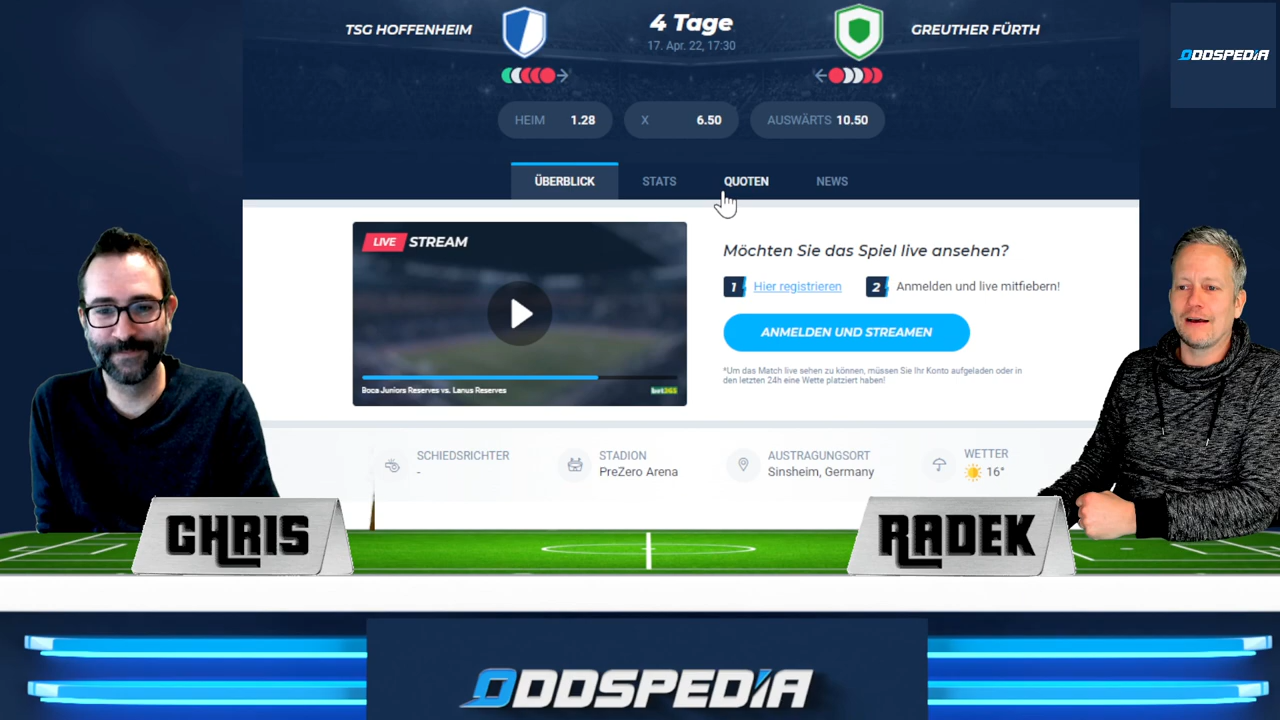 TSG HOFFENHEIM
4 Tage
17. Apr. 22, 17:30
GREUTHER FÜRTH
ODDSPEDIA
HEIM 1.28
X 6.50
AUSWÄRTS 10.50
ÜBERBLICK
STATS
QUOTEN
NEWS
LIVE STREAM
Boca Juniors Reserves vs. Lanus Reserves
bet365
Möchten Sie das Spiel live ansehen?
1 Hier registrieren
2 Anmelden und live mitfiebern!
ANMELDEN UND STREAMEN
*Um das Match live sehen zu können, müssen Sie Ihr Konto aufgeladen oder in
den letzten 24h eine Wette platziert haben!
SCHIEDSRICHTER
-
STADION
PreZero Arena
AUSTRAGUNGSORT
Sinsheim, Germany
WETTER
16°
CHRIS
RADEK
ODDSPEDIA